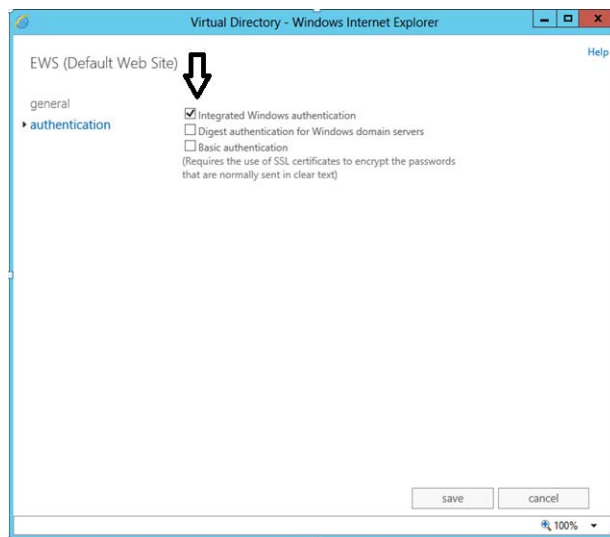 Virtual Directory - Windows Internet Explorer
Help
EWS (Default Web Site)
general
authentication
Integrated Windows authentication
Digest authentication for Windows domain servers
Basic authentication
(Requires the use of SSL certificates to encrypt the passwords
that are normally sent in clear text)
save cancel
100%